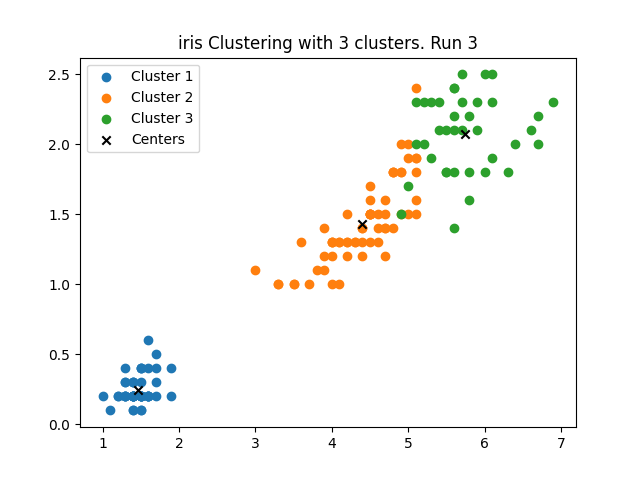 iris Clustering with 3 clusters. Run 3
2.5
2.0
1.5
1.0
0.5
0.0
Cluster 1
Cluster 2
Cluster 3
Centers
1 2 3 4 5 6 7